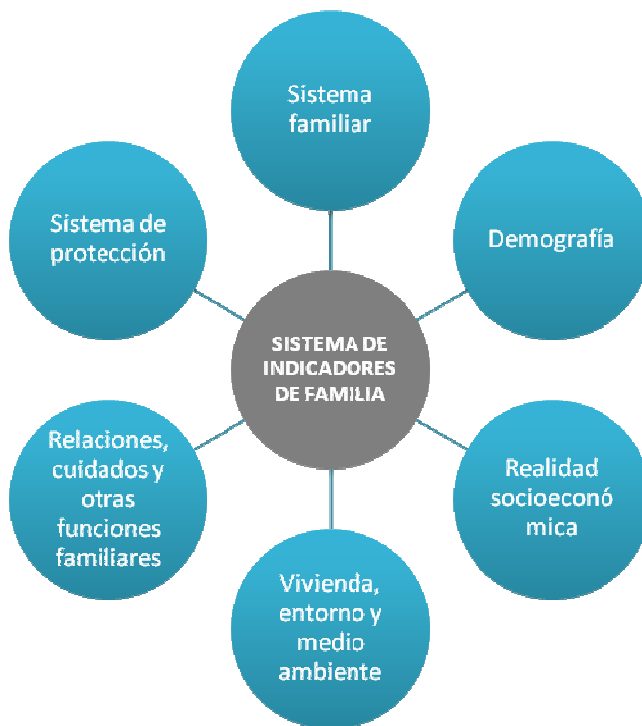 Sistema
familiar
Demografía
Realidad
socioeconó
mica
Vivienda,
entorno y
medio
ambiente
Relaciones,
cuidados y
otras
funciones
familiares
Sistema de
protección
SISTEMA DE
INDICADORES
DE FAMILIA